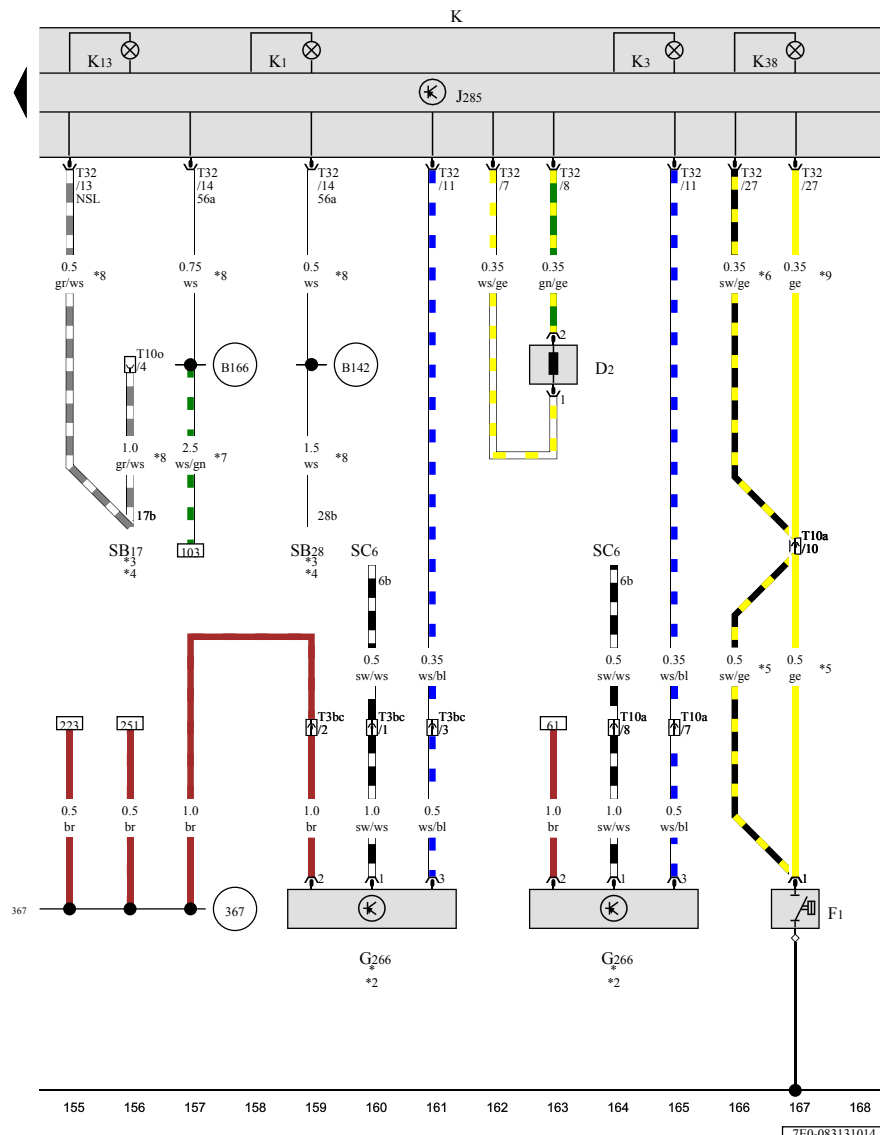 K
K13
K1
K3
K38
J285
T32
/13
NSL
T32
/14
56a
T32
/14
56a
T32
/11
T32
/7
T32
/8
T32
/11
T32
/27
T32
/27
0.5
gr/ws
*8
0.75
ws
*8
0.5
ws
*8
0.35
ws/ge
0.35
gn/ge
0.35
sw/ge
*6
0.35
ge
*9
T10o
/4
B166
B142
2
D2
1
1.0
gr/ws
*8
2.5
ws/gn
*7
1.5
ws
*8
17b
28b
SB17
*3
*4
103
SB28
*3
*4
SC6
6b
SC6
6b
T10a
/10
0.5
sw/ws
0.35
ws/bl
0.5
sw/ws
0.35
ws/bl
0.5
sw/ge
*5
0.5
ge
*5
223
251
T3bc
/2
T3bc
/1
T3bc
/3
61
T10a
/8
T10a
/7
0.5
br
0.5
br
1.0
br
1.0
br
1.0
sw/ws
0.5
ws/bl
1.0
br
1.0
sw/ws
0.5
ws/bl
2
1
3
2
1
3
1
367
367
F1
G266
*
*2
G266
*
*2
155 156 157 158 159 160 161 162 163 164 165 166 167 168
7E0-083131014